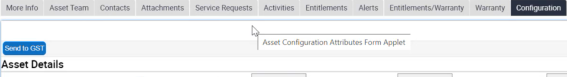 More Info Asset Team Contacts Attachments Service Requests Activities Entitlements Alerts Entitlements/Warranty Warranty Configuration
Asset Configuration Attributes Form Applet
Send to GST
Asset Details